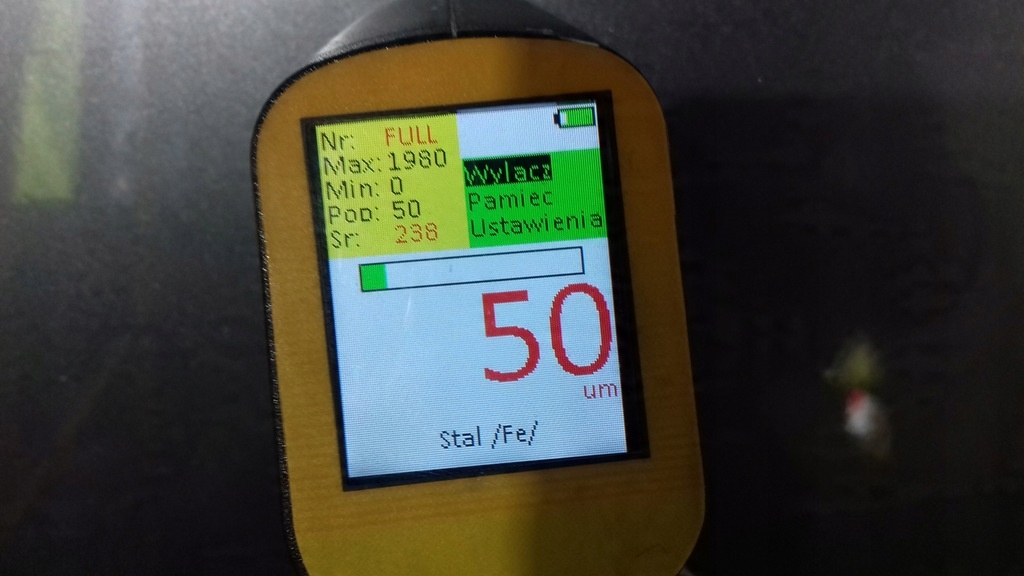 Nr: FULL
Max: 1980
Min: 0
Pop: 50
Sr: 238
Wylacz
Pamiec
Ustawienia
50
um
Stal /Fe/